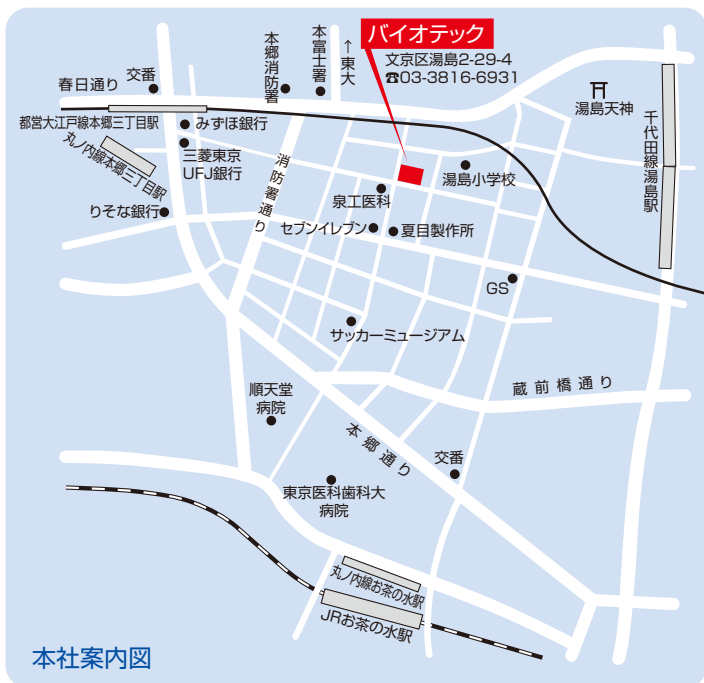 バイオテック
文京区湯島2-29-4
☎03-3816-6931
↑東大
本富士署
本郷消防署
交番
春日通り
都営大江戸線本郷三丁目駅
みずほ銀行
丸ノ内線本郷三丁目駅
三菱東京
UFJ銀行
りそな銀行
消防署通り
湯島天神
千代田線湯島駅
湯島小学校
泉工医科
セブンイレブン
夏目製作所
GS
サッカーミュージアム
蔵前橋通り
順天堂
病院
本郷通り
交番
東京医科歯科大
病院
丸ノ内線お茶の水駅
JRお茶の水駅
本社案内図